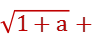 √(1 + a) +